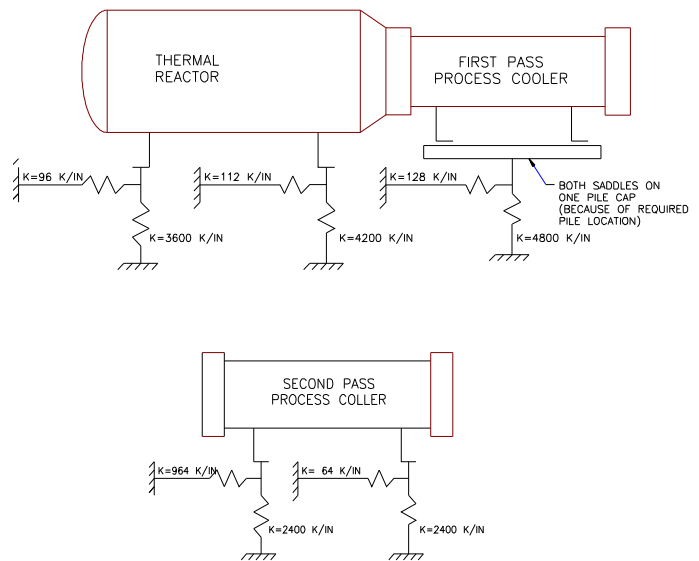 THERMAL
REACTOR
FIRST PASS
PROCESS COOLER
K=96 K/IN
K=112 K/IN
K=128 K/IN
BOTH SADDLES ON
ONE PILE CAP
(BECAUSE OF REQUIRED
PILE LOCATION)
K=3600 K/IN
K=4200 K/IN
K=4800 K/IN
SECOND PASS
PROCESS COLLER
K=964 K/IN
K= 64 K/IN
K=2400 K/IN
K=2400 K/IN